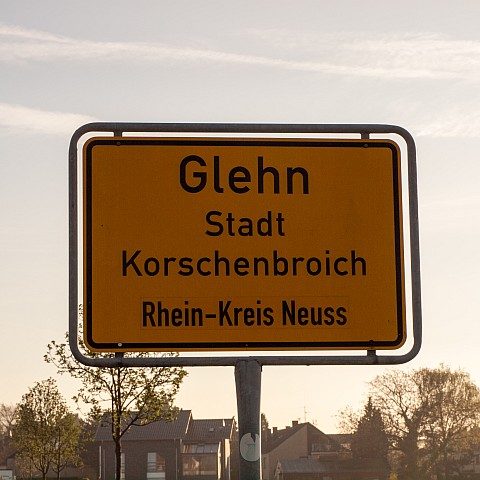 Glehn
Stadt
Korschenbroich
Rhein-Kreis Neuss